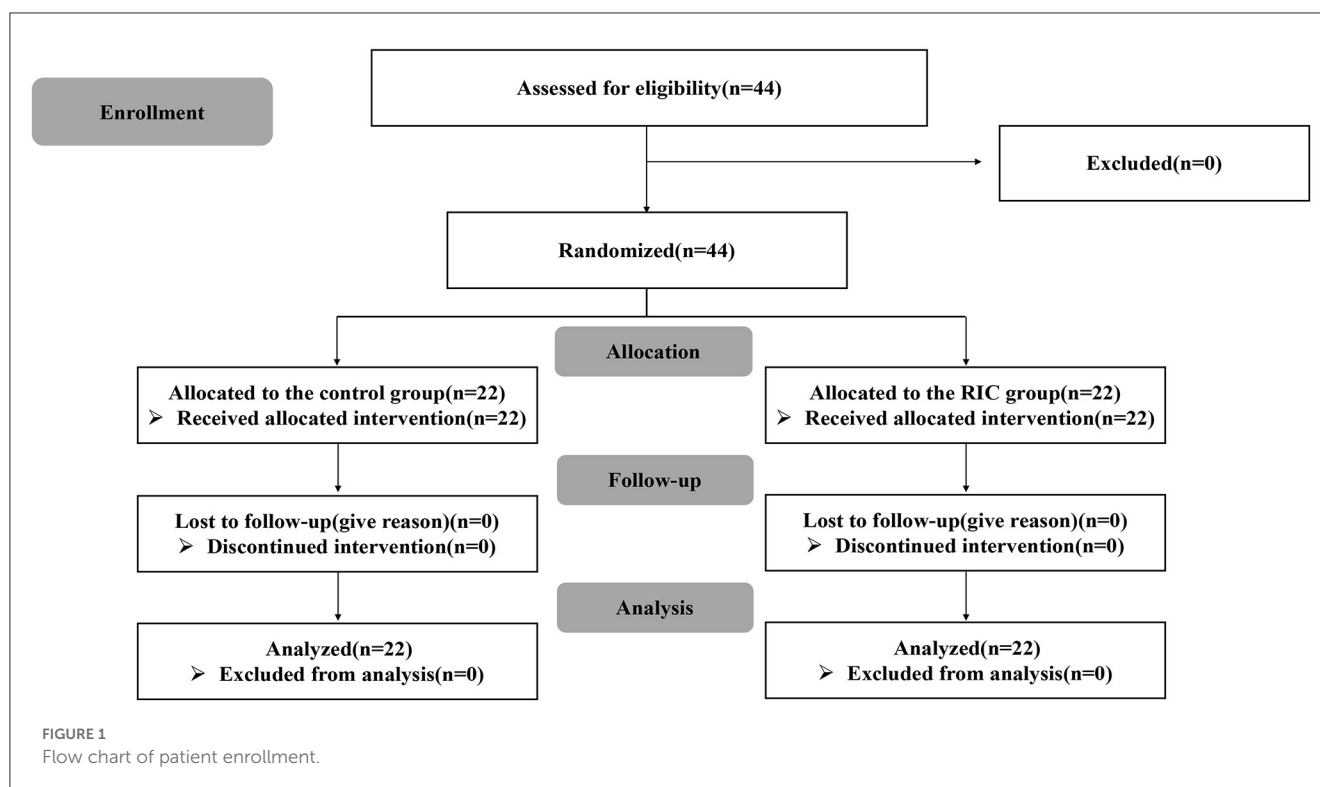 Assessed for eligibility(n=44)
Enrollment
Excluded(n=0)
Randomized(n=44)
Allocation
Allocated to the control group(n=22)
➢ Received allocated intervention(n=22)
Allocated to the RIC group(n=22)
➢ Received allocated intervention(n=22)
Follow-up
Lost to follow-up(give reason)(n=0)
➢ Discontinued intervention(n=0)
Lost to follow-up(give reason)(n=0)
➢ Discontinued intervention(n=0)
Analysis
Analyzed(n=22)
➢ Excluded from analysis(n=0)
Analyzed(n=22)
➢ Excluded from analysis(n=0)
FIGURE 1
Flow chart of patient enrollment.